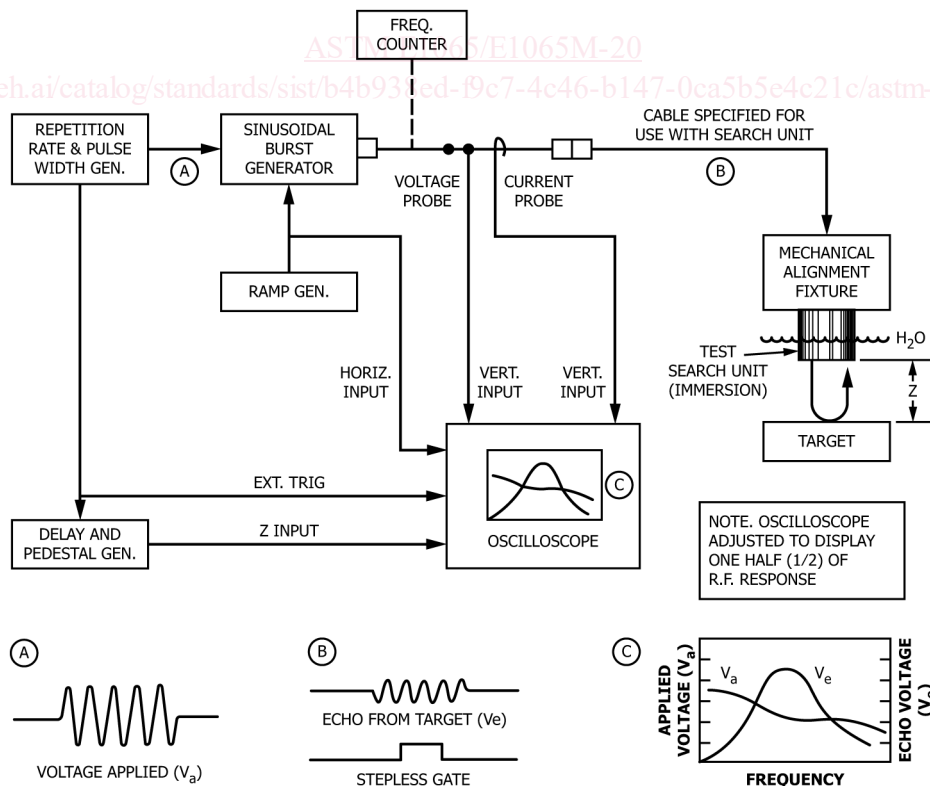 FREQ.
COUNTER
ASTM E1065/E1065M-20
eh.ai/catalog/standards/sist/b4b938ed-f9c7-4c46-b147-0ca5b5e4c21c/astm-
REPETITION
RATE & PULSE
WIDTH GEN.
A
SINUSOIDAL
BURST
GENERATOR
VOLTAGE
PROBE
CURRENT
PROBE
CABLE SPECIFIED FOR
USE WITH SEARCH UNIT
B
RAMP GEN.
MECHANICAL
ALIGNMENT
FIXTURE
H2O
TEST
SEARCH UNIT
(IMMERSION)
Z
TARGET
HORIZ.
INPUT
VERT.
INPUT
VERT.
INPUT
EXT. TRIG
Z INPUT
C
OSCILLOSCOPE
DELAY AND
PEDESTAL GEN.
NOTE. OSCILLOSCOPE
ADJUSTED TO DISPLAY
ONE HALF (1/2) OF
R.F. RESPONSE
A
VOLTAGE APPLIED (Va)
B
ECHO FROM TARGET (Ve)
STEPLESS GATE
C
APPLIED
VOLTAGE (Va)
Va
Ve
ECHO VOLTAGE
(Ve)
FREQUENCY